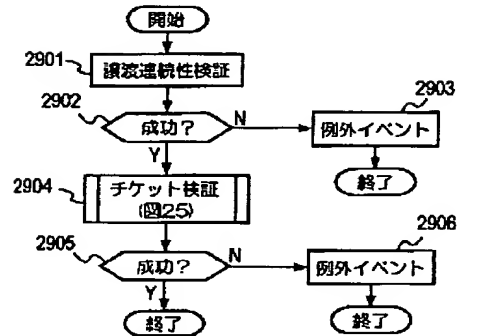 開始
2901
譲渡連続性検証
2902
成功？
N
2903
例外イベント
Y
終了
2904
チケット検証
(図25)
2905
成功？
N
2906
例外イベント
Y
終了
終了